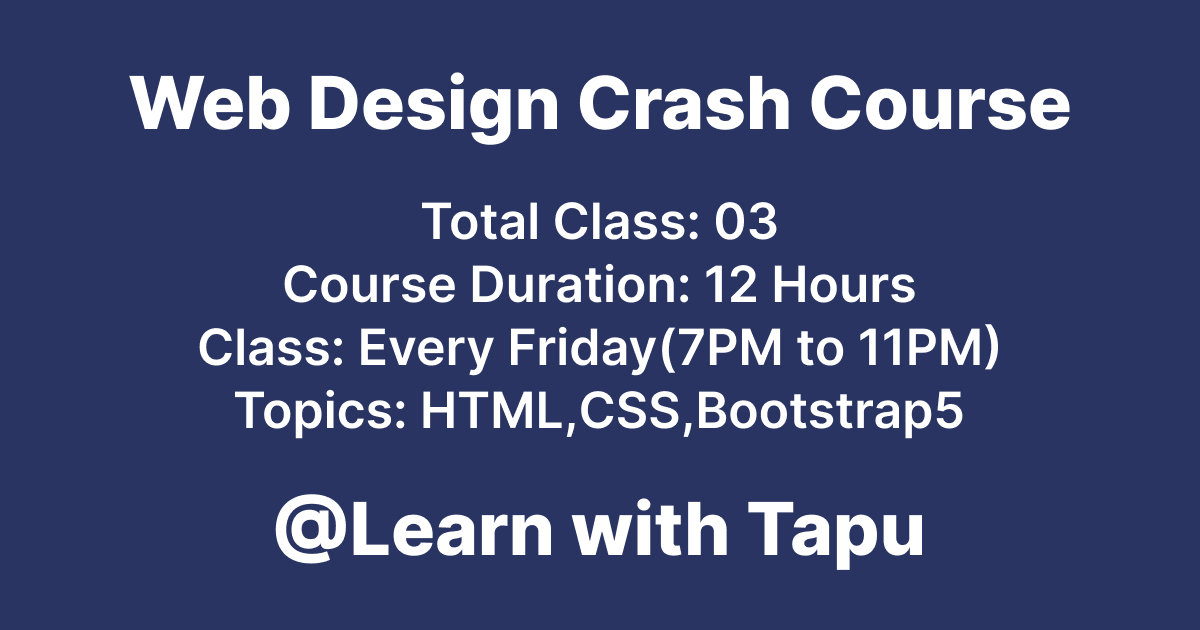 Web Design Crash Course
Total Class: 03
Course Duration: 12 Hours
Class: Every Friday(7PM to 11PM)
Topics: HTML,CSS,Bootstrap5
@Learn with Tapu